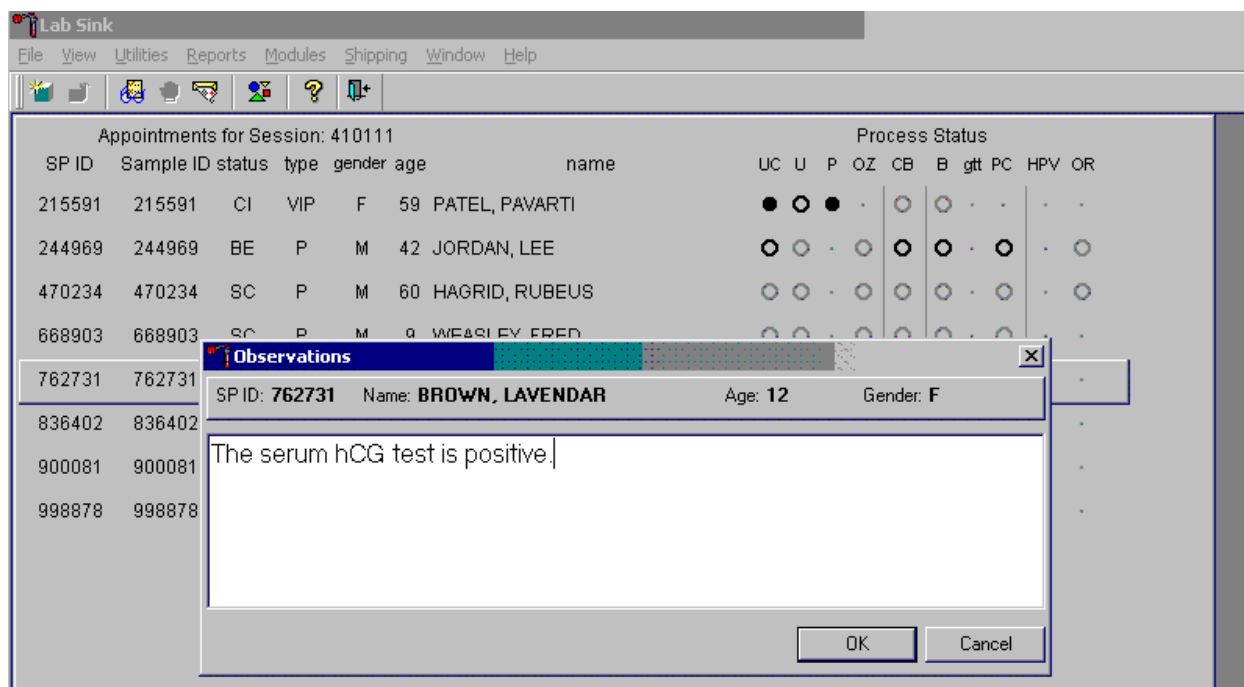 Lab Sink
File View Utilities Reports Modules Shipping Window Help
Appointments for Session: 410111 Process Status
SP ID Sample ID status type gender age name UC U P OZ CB B gtt PC HPV OR
215591 215591 CI VIP F 59 PATEL, PAVARTI
244969 244969 BE P M 42 JORDAN, LEE
470234 470234 SC P M 60 HAGRID, RUBEUS
668903 668903 SC P M 9 WEASLEY, FRED
Observations
762731 762731
SP ID: 762731 Name: BROWN, LAVENDAR Age: 12 Gender: F
836402 836402
The serum hCG test is positive.
900081 900081
998878 998878
OK Cancel